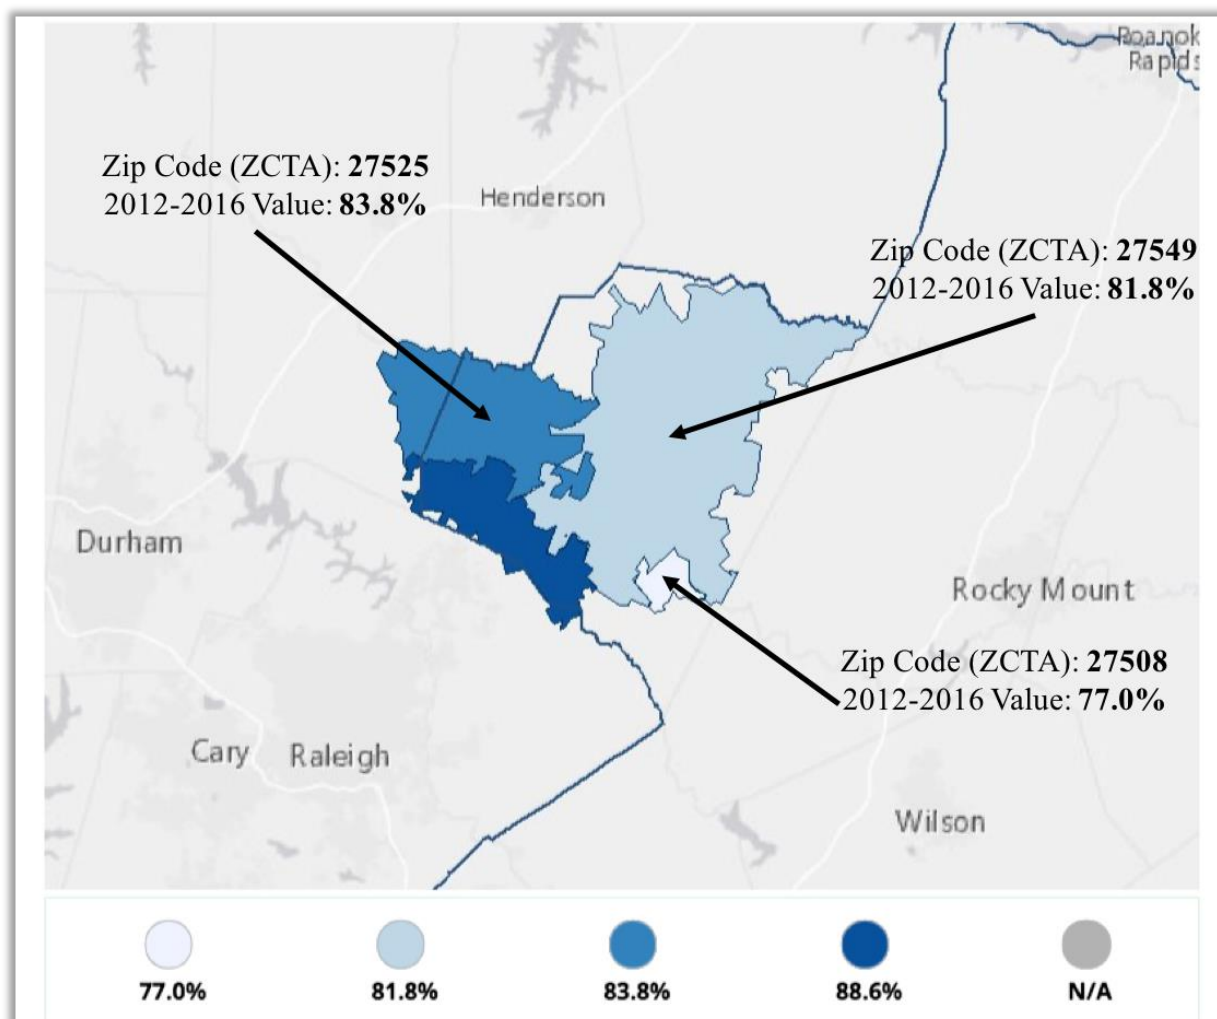 Roanok
Rapids
Zip Code (ZCTA): 27525
2012-2016 Value: 83.8%
Henderson
Zip Code (ZCTA): 27549
2012-2016 Value: 81.8%
Durham
Rocky Mount
Zip Code (ZCTA): 27508
2012-2016 Value: 77.0%
Cary
Raleigh
Wilson
77.0%
81.8%
83.8%
88.6%
N/A